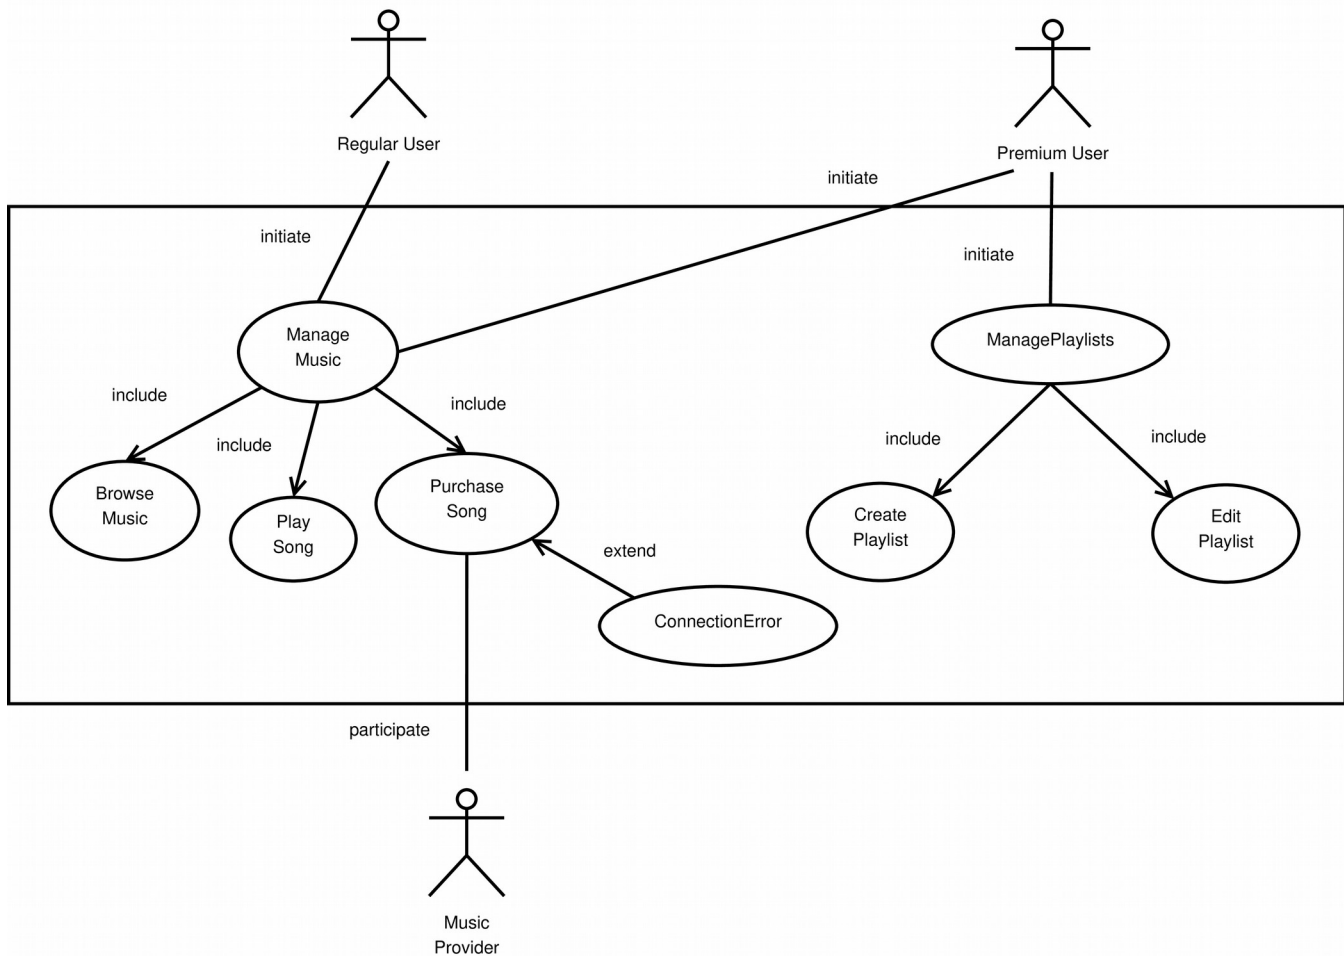 Regular User
Premium User
initiate
initiate
initiate
Manage
Music
ManagePlaylists
include
include
include
include
include
Browse
Music
Play
Song
Purchase
Song
Create
Playlist
Edit
Playlist
extend
ConnectionError
participate
Music
Provider